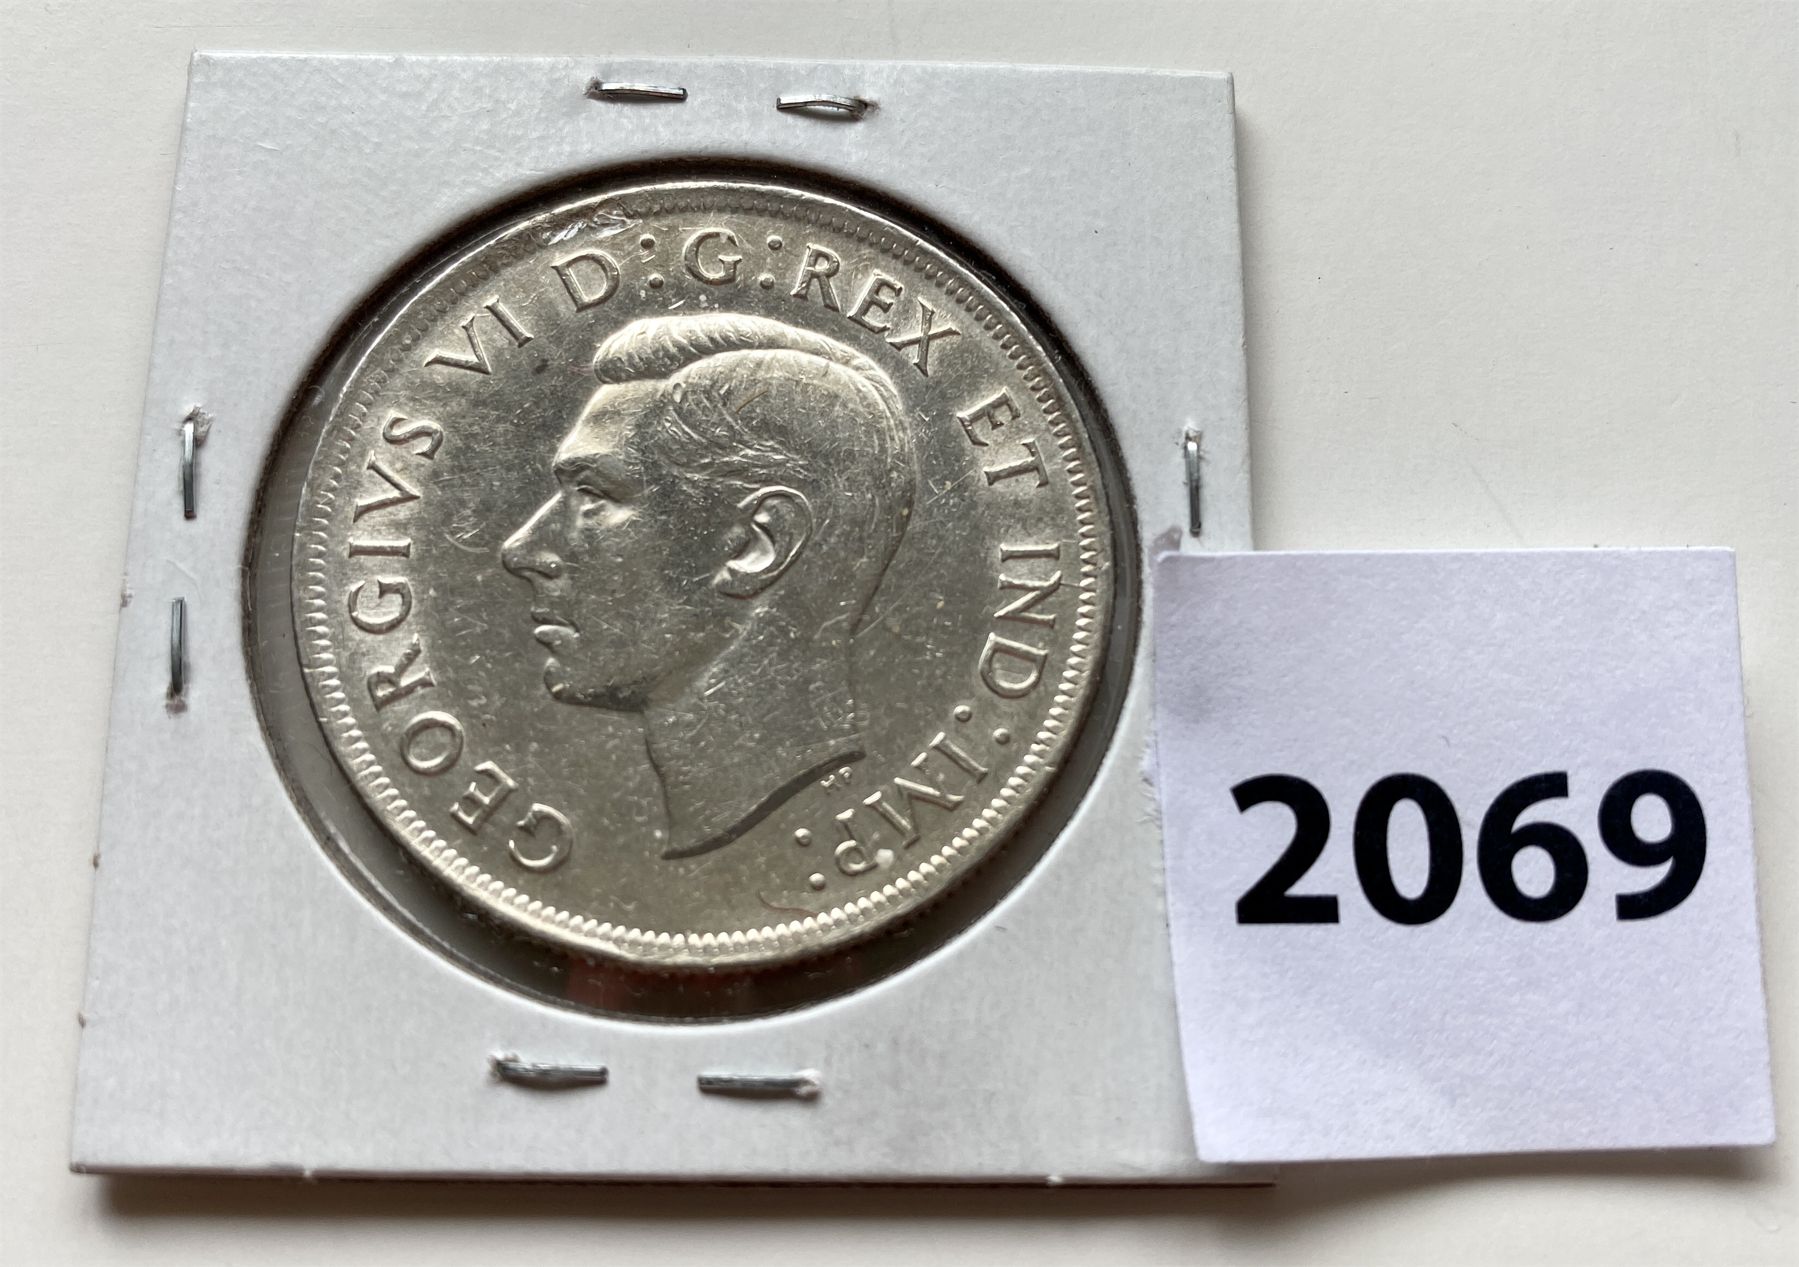 GEORGIVS VI D:G:REX ET IND:IMP:
HP
2069